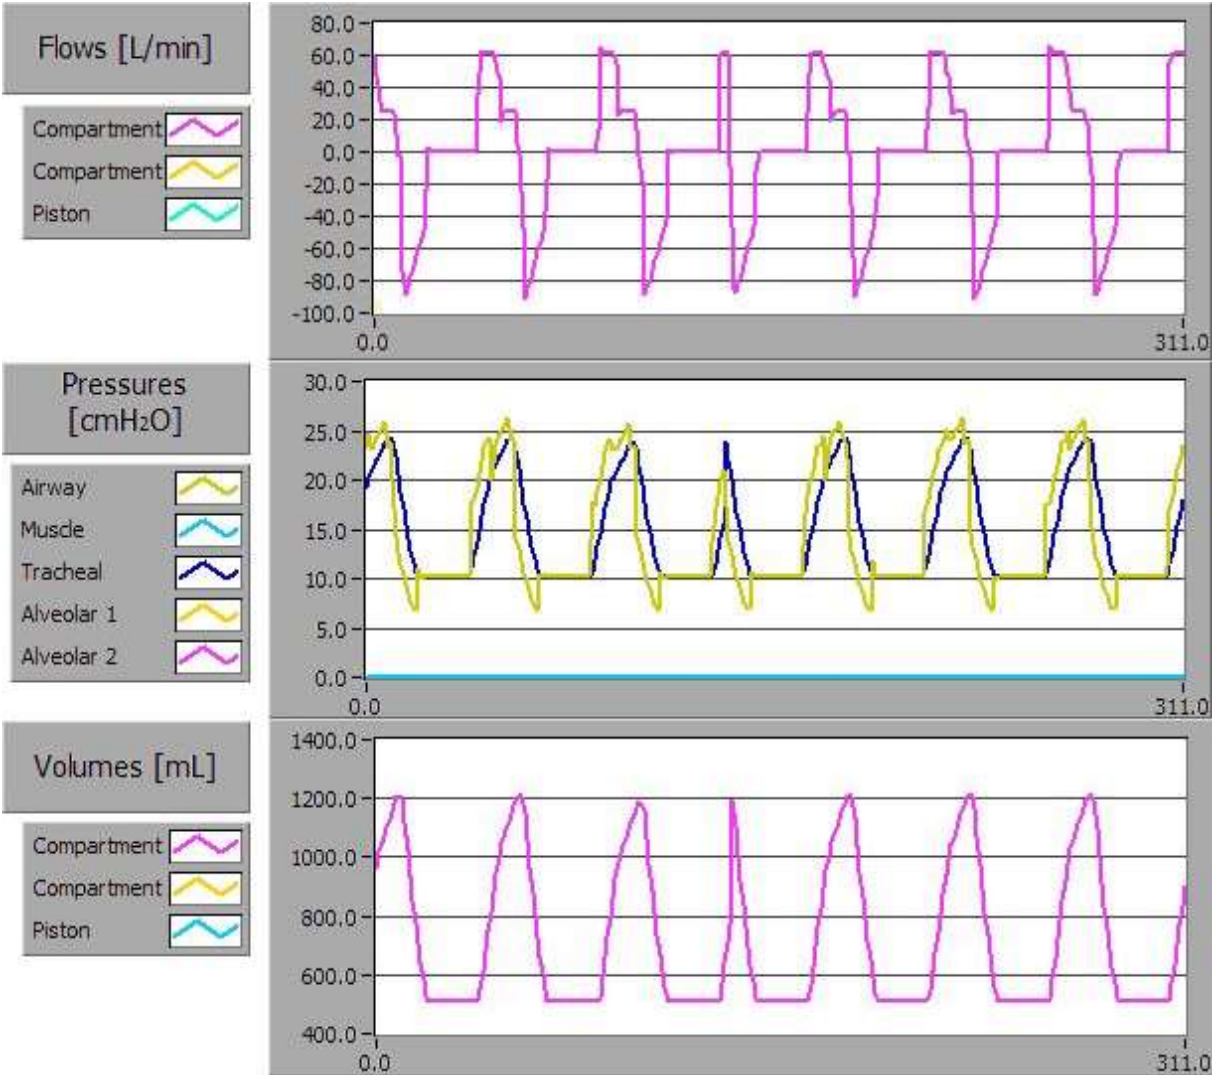 Flows [L/min]
Compartment
Compartment
Piston
80.0
60.0
40.0
20.0
0.0
-20.0
-40.0
-60.0
-80.0
-100.0
0.0 311.0
Pressures
[cmH2O]
Airway
Muscle
Tracheal
Alveolar 1
Alveolar 2
30.0
25.0
20.0
15.0
10.0
5.0
0.0
0.0 311.0
Volumes [mL]
Compartment
Compartment
Piston
1400.0
1200.0
1000.0
800.0
600.0
400.0
0.0 311.0